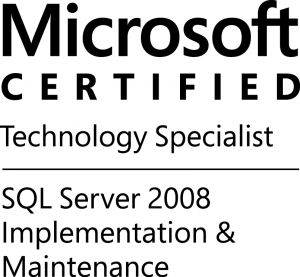 Microsoft
CERTIFIED
Technology Specialist
SQL Server 2008
Implementation &
Maintenance